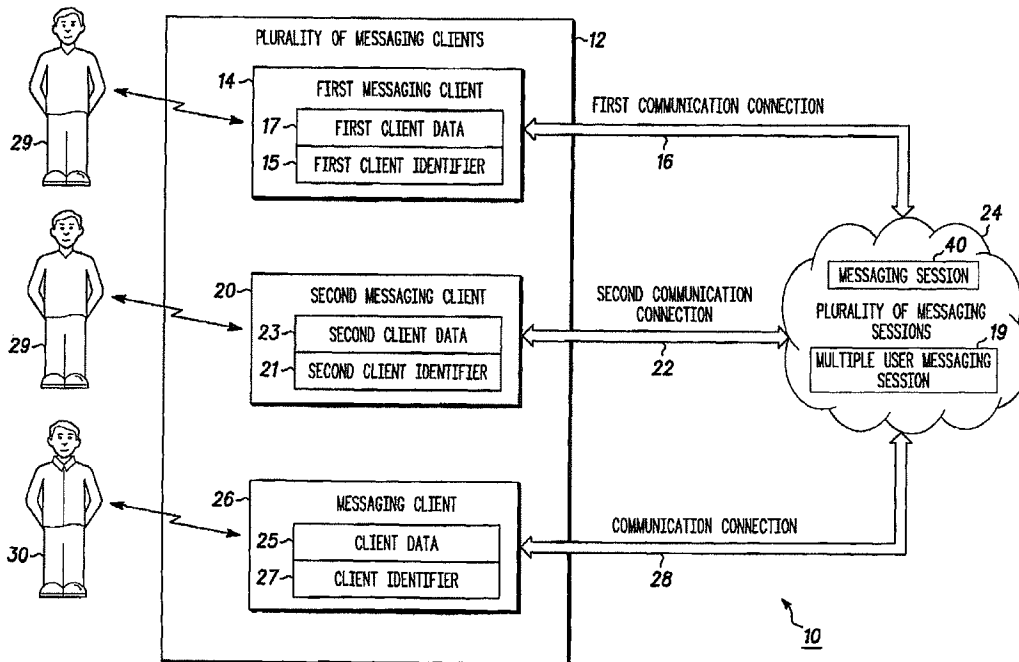 PLURALITY OF MESSAGING CLIENTS
12
14
FIRST MESSAGING CLIENT
17
FIRST CLIENT DATA
15
FIRST CLIENT IDENTIFIER
29
FIRST COMMUNICATION CONNECTION
16
20
SECOND MESSAGING CLIENT
23
SECOND CLIENT DATA
21
SECOND CLIENT IDENTIFIER
29
SECOND COMMUNICATION
CONNECTION
22
24
40
MESSAGING SESSION
PLURALITY OF MESSAGING
SESSIONS
19
MULTIPLE USER MESSAGING
SESSION
26
MESSAGING CLIENT
25
CLIENT DATA
27
CLIENT IDENTIFIER
30
COMMUNICATION CONNECTION
28
10